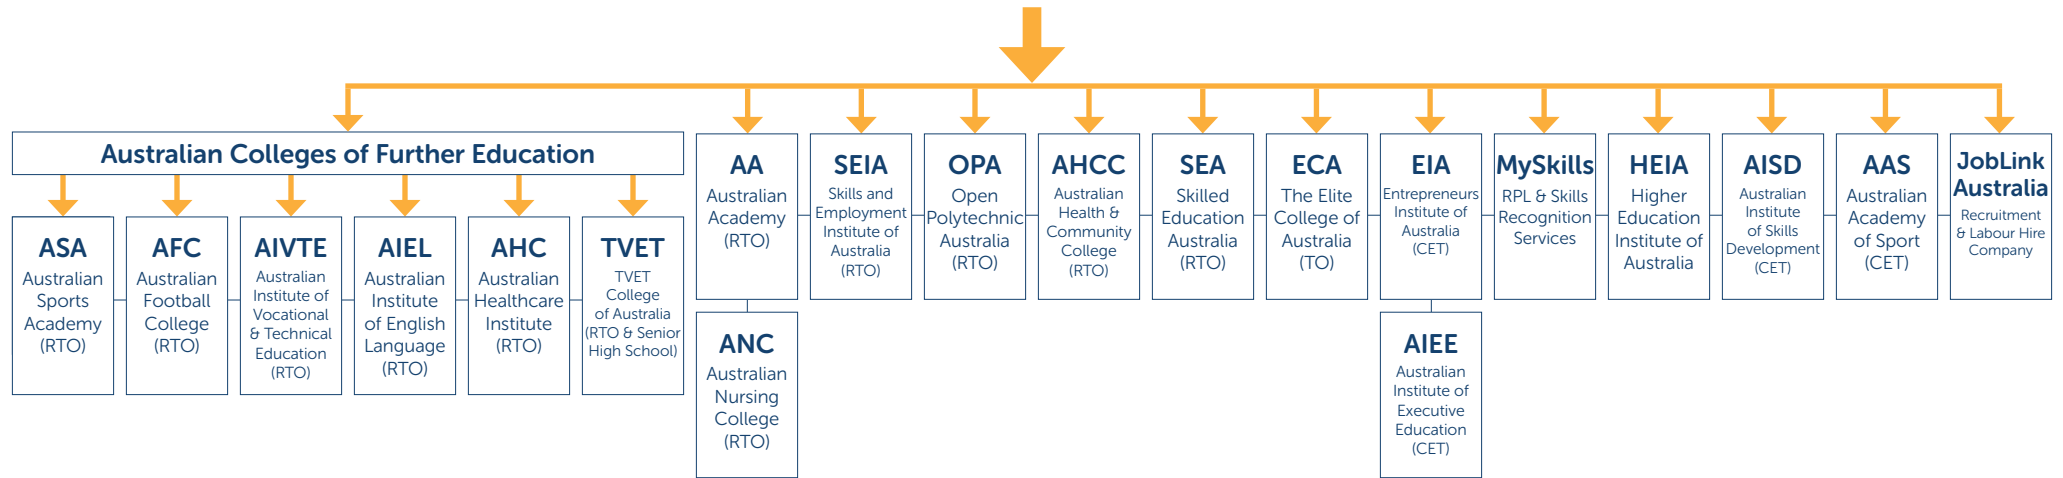 Australian Colleges of Further Education
ASA
Australian
Sports
Academy
(RTO)
AFC
Australian
Football
College
(RTO)
AIVTE
Australian
Institute of
Vocational
& Technical
Education
(RTO)
AIEL
Australian
Institute
of English
Language
(RTO)
AHC
Australian
Healthcare
Institute
(RTO)
TVET
TVET
College
of Australia
(RTO & Senior
High School)
AA
Australian
Academy
(RTO)
ANC
Australian
Nursing
College
(RTO)
SEIA
Skills and
Employment
Institute of
Australia
(RTO)
OPA
Open
Polytechnic
Australia
(RTO)
AHCC
Australian
Health &
Community
College
(RTO)
SEA
Skilled
Education
Australia
(RTO)
ECA
The Elite
College of
Australia
(TO)
EIA
Entrepreneurs
Institute of
Australia
(CET)
AIEE
Australian
Institute of
Executive
Education
(CET)
MySkills
RPL & Skills
Recognition
Services
HEIA
Higher
Education
Institute of
Australia
AISD
Australian
Institute
of Skills
Development
(CET)
AAS
Australian
Academy
of Sport
(CET)
JobLink
Australia
Recruitment
& Labour Hire
Company